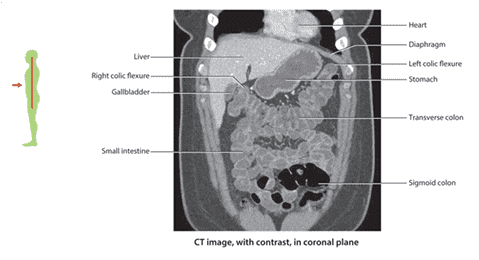 Heart
Diaphragm
Liver
Left colic flexure
Right colic flexure
Stomach
Gallbladder
Transverse colon
Small intestine
Sigmoid colon
CT image, with contrast, in coronal plane